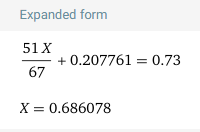 Expanded form
51 X / 67 + 0.207761 = 0.73
X = 0.686078